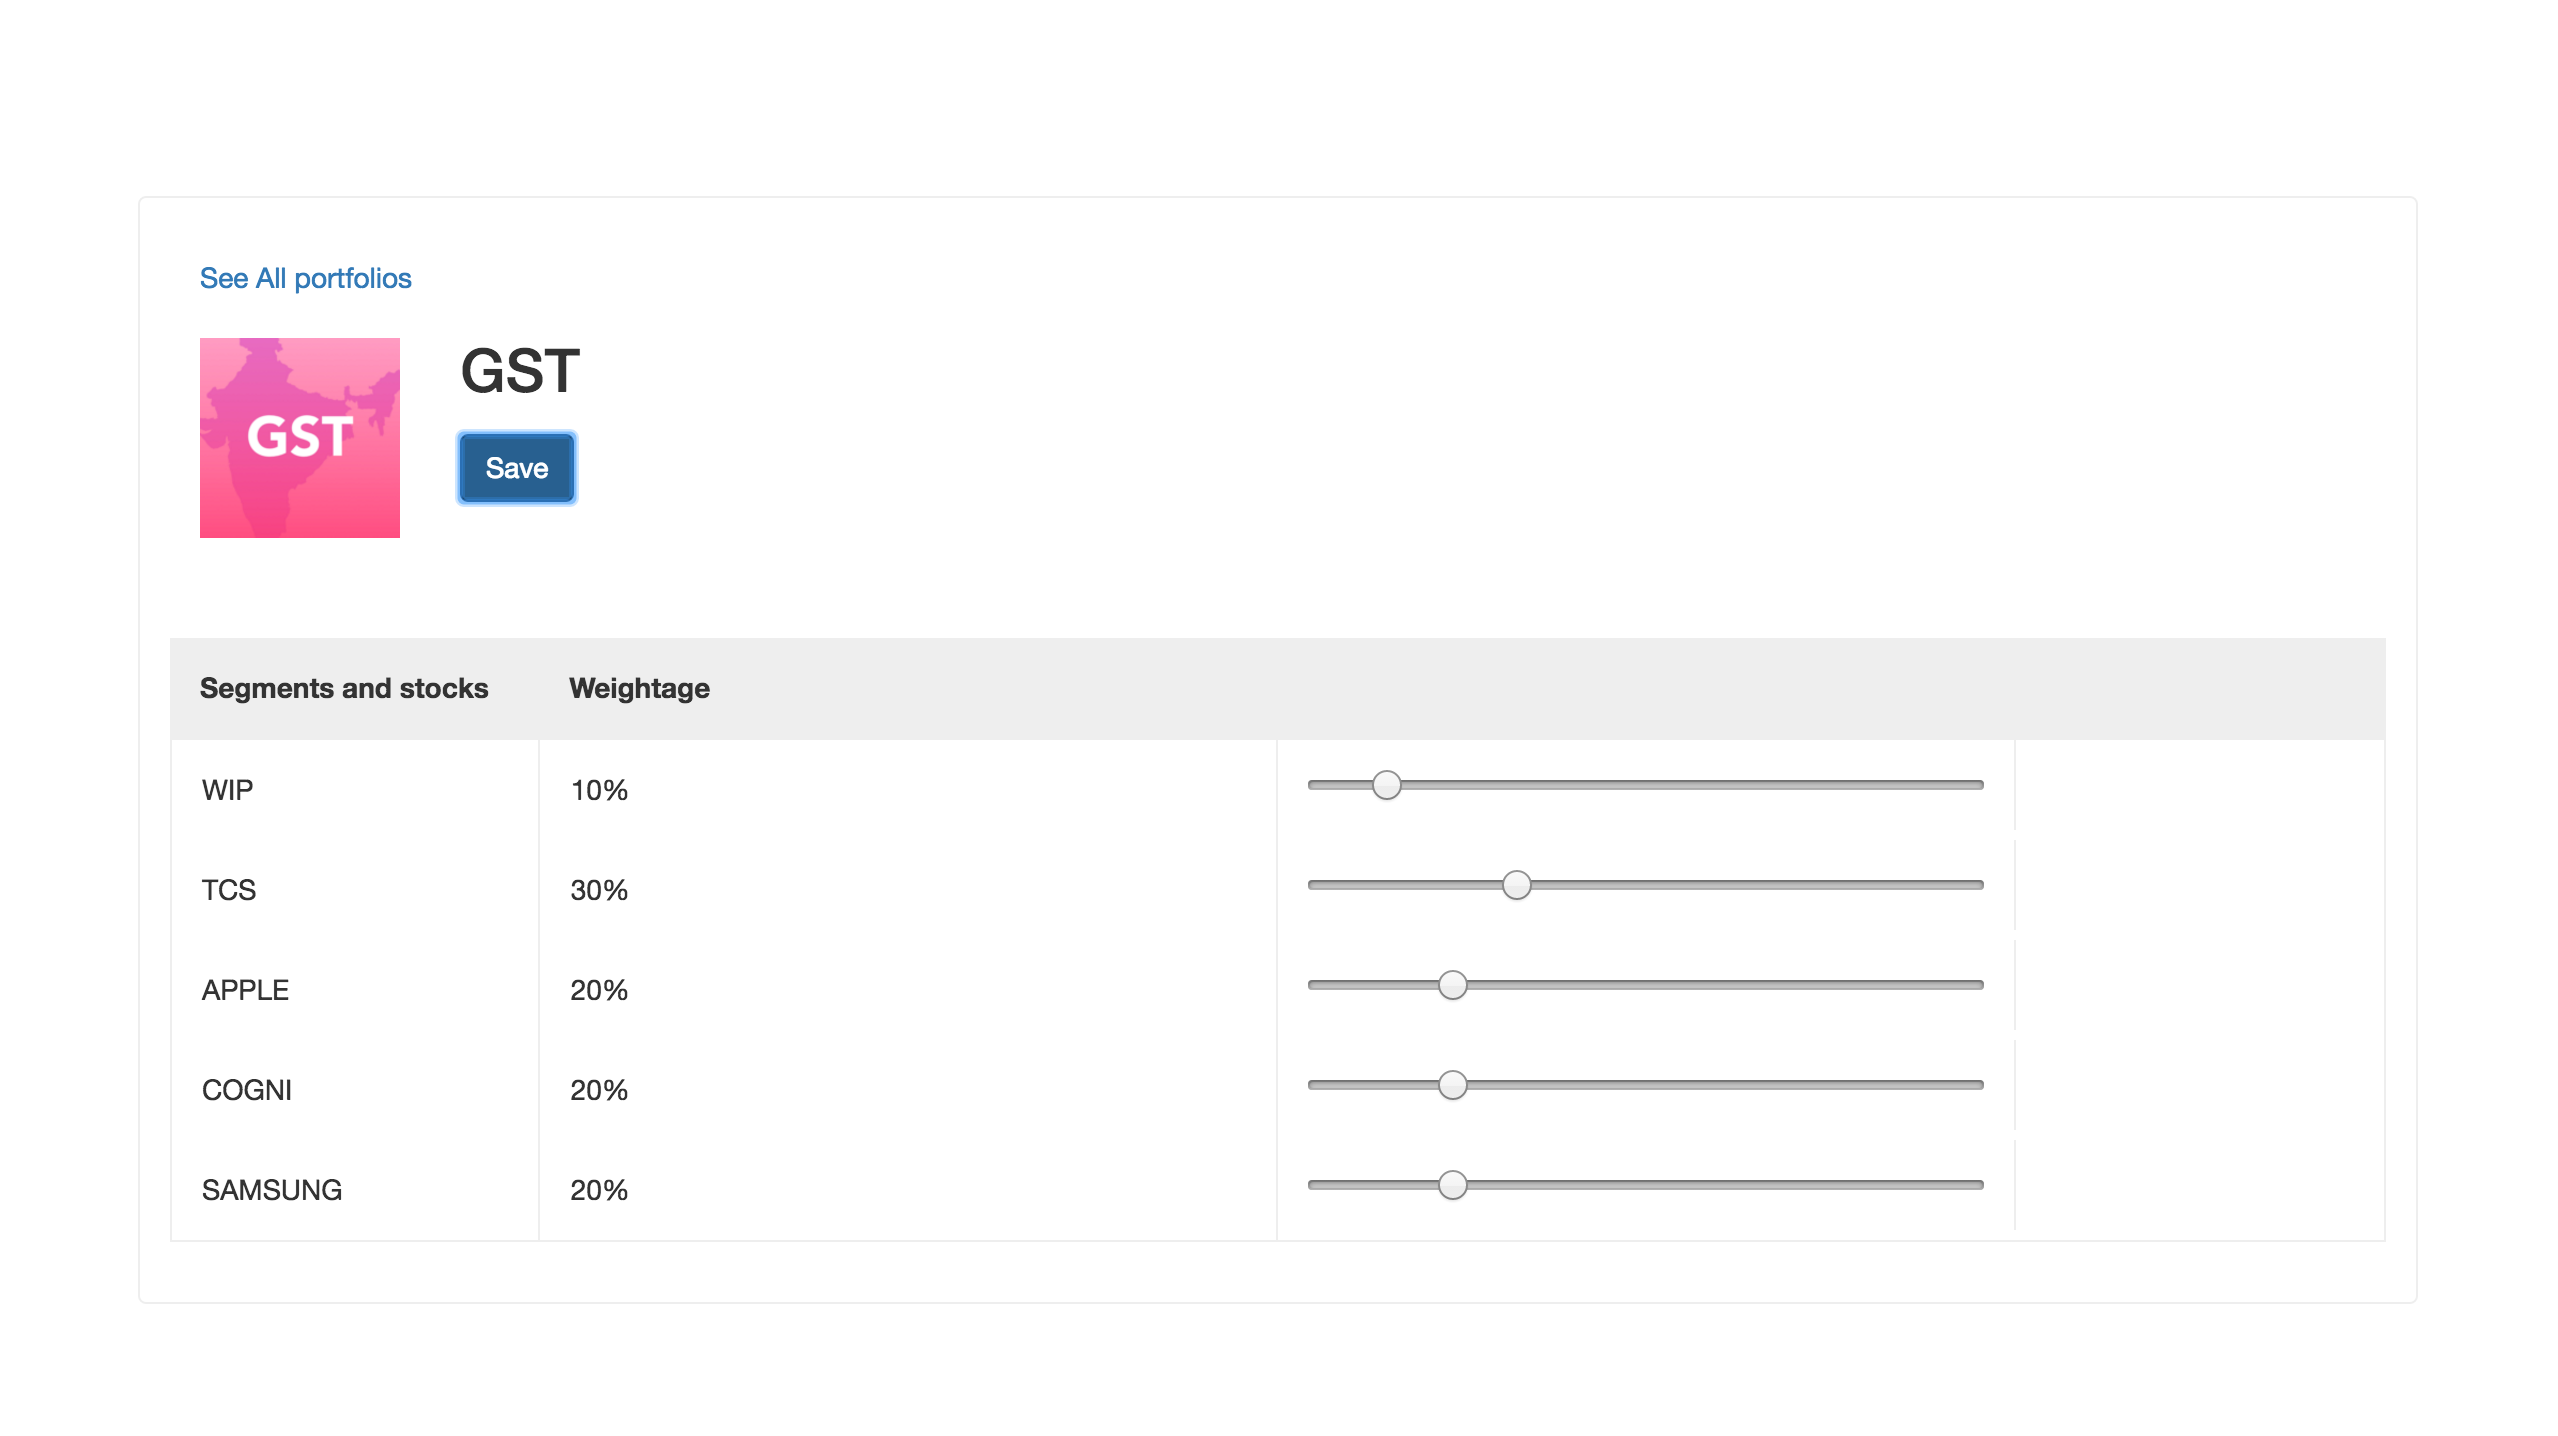 See All portfolios
GST
GST
Save
Segments and stocks Weightage
WIP 10%
TCS 30%
APPLE 20%
COGNI 20%
SAMSUNG 20%